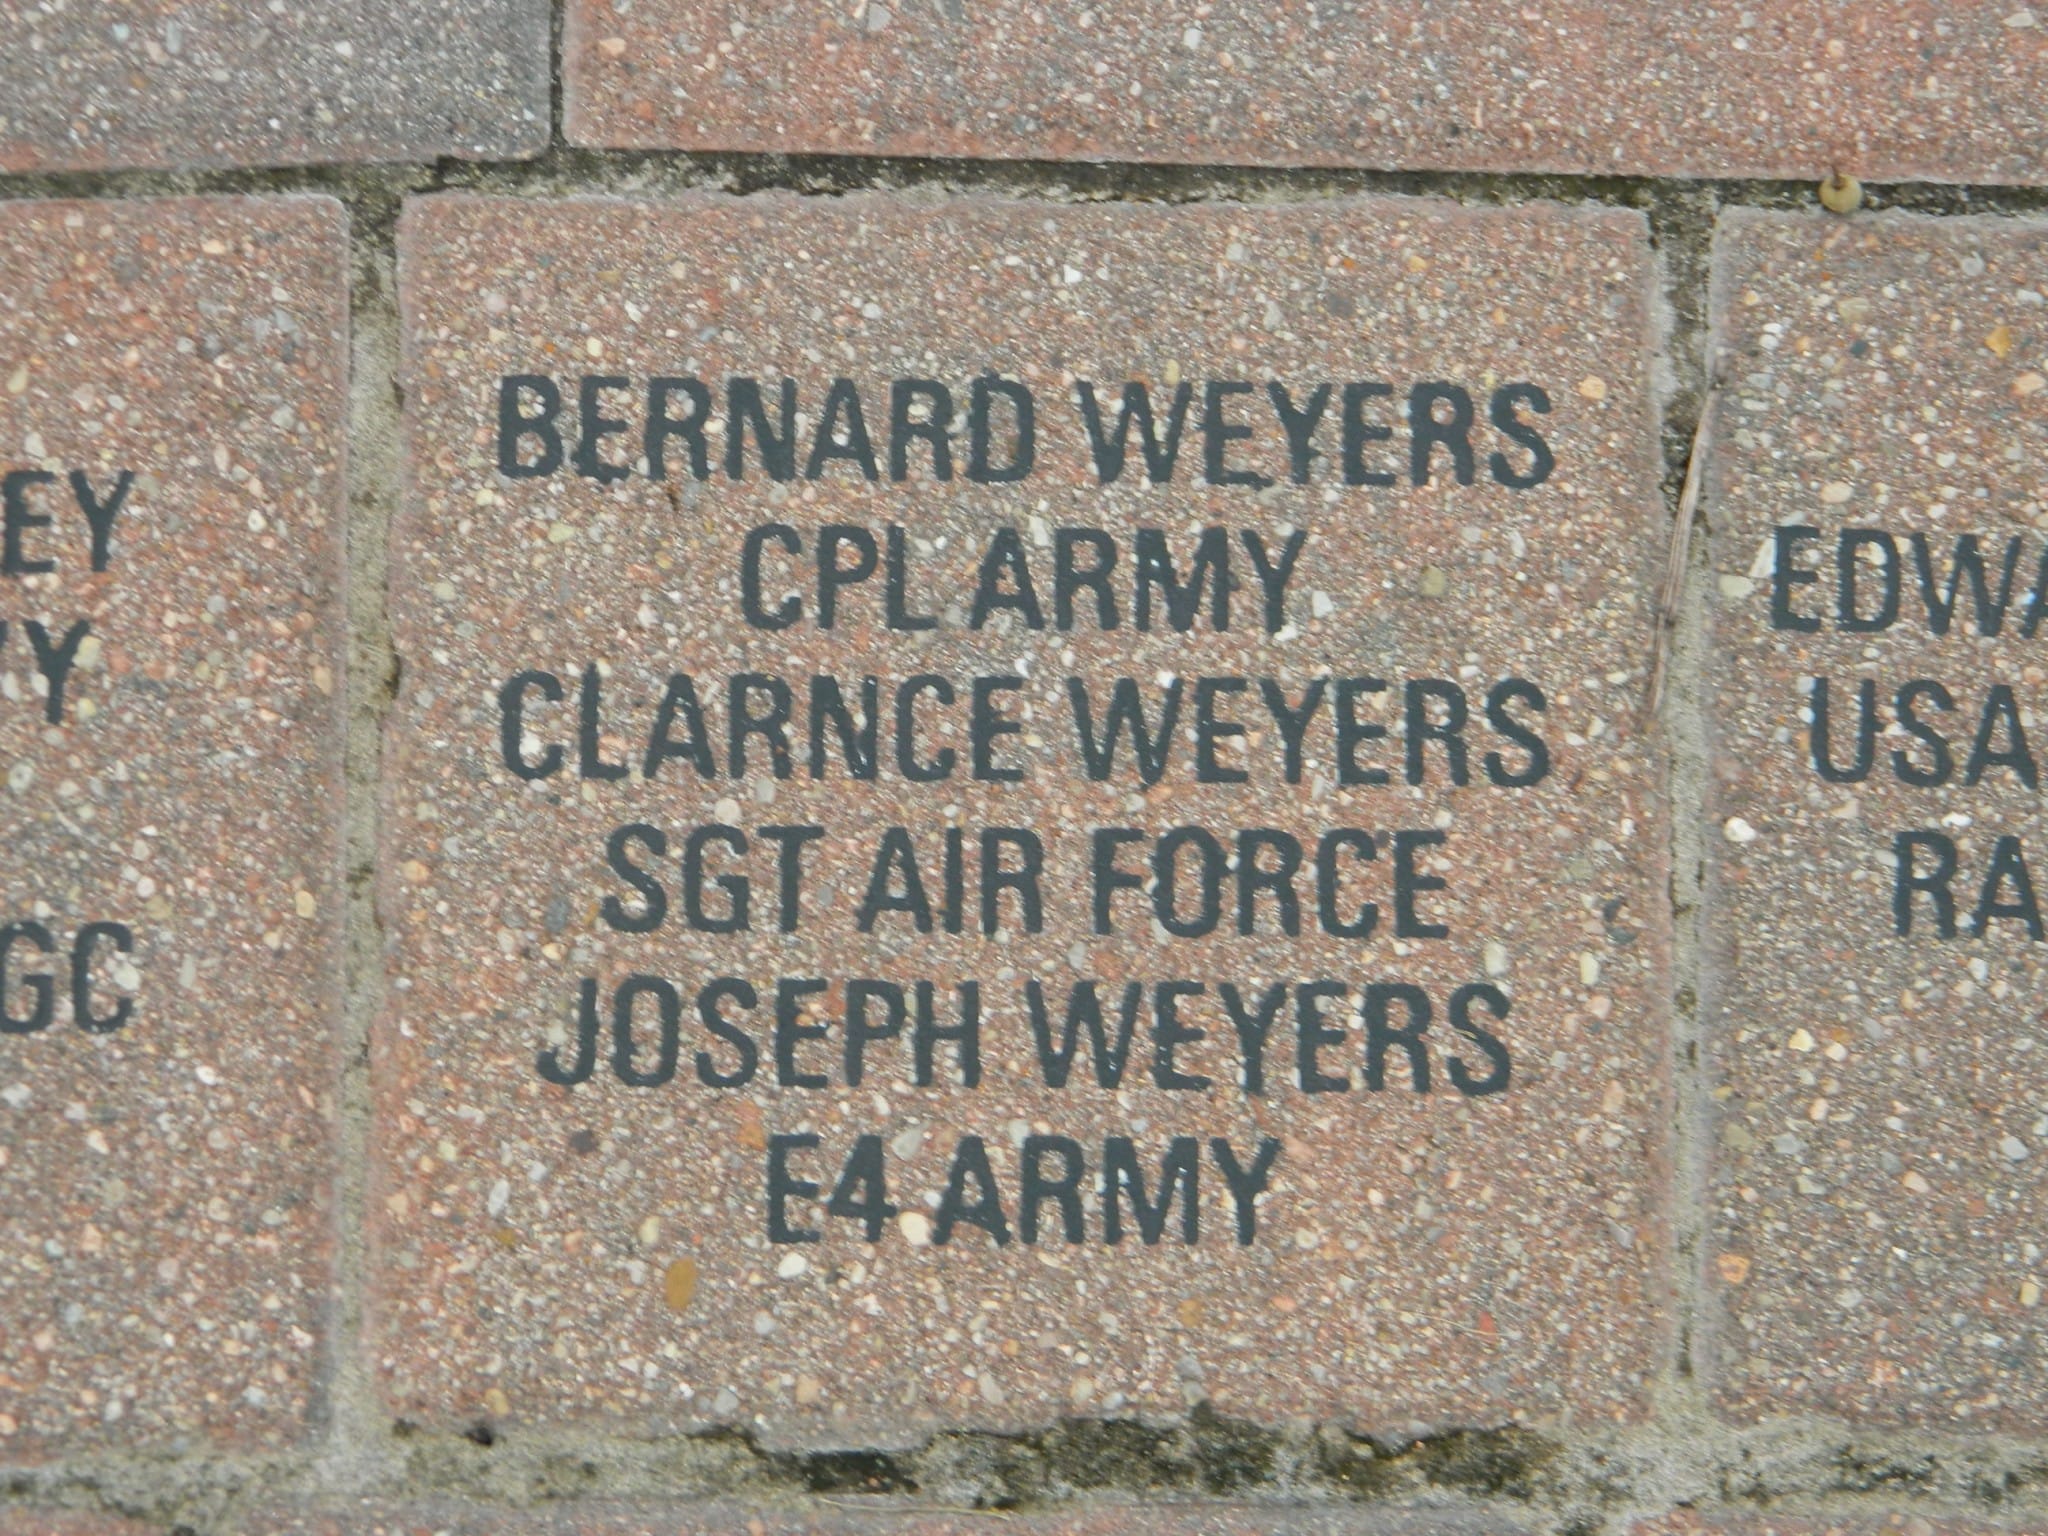 BERNARD WEYERS
CPL ARMY
CLARNCE WEYERS
SGT AIR FORCE
JOSEPH WEYERS
E4 ARMY